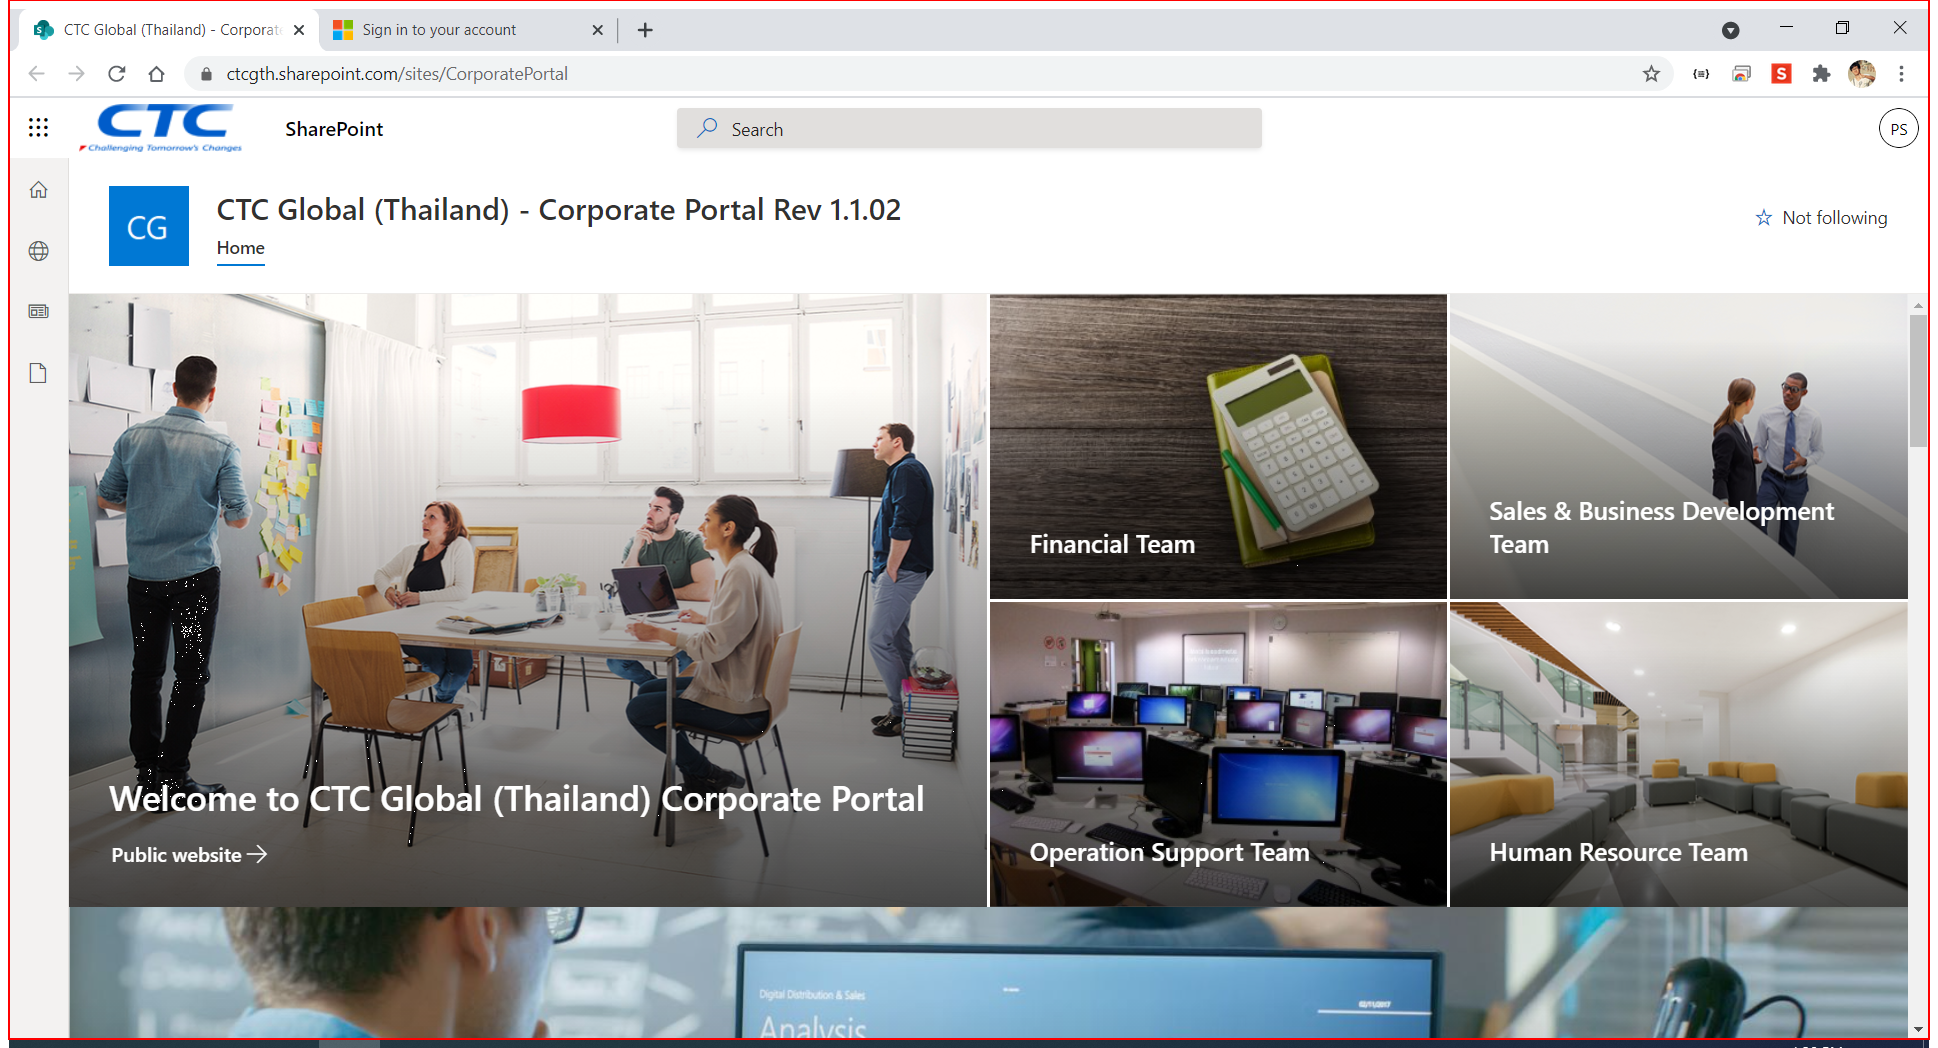 CTC Global (Thailand) - Corporat
Sign in to your account
ctcgth.sharepoint.com/sites/CorporatePortal
S
CTC
Challenging Tomorrow's Changes
SharePoint
Search
PS
CG
CTC Global (Thailand) - Corporate Portal Rev 1.1.02
Home
Not following
Welcome to CTC Global (Thailand) Corporate Portal
Public website
Financial Team
Sales & Business Development
Team
Operation Support Team
Human Resource Team
Digital Distribution & Sales
02/11/2017
Analysis